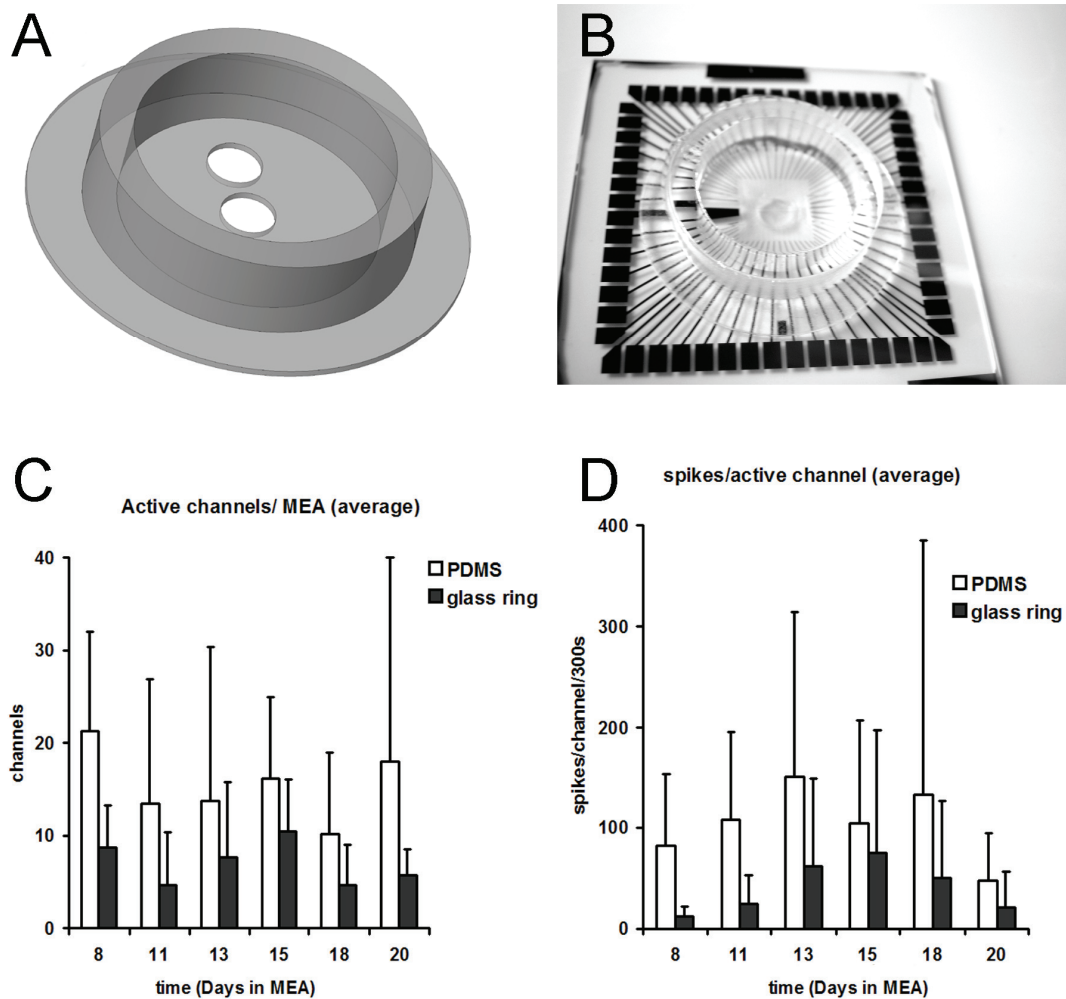 A
B
C
Active channels/ MEA (average)
40
30
20
10
0
channels
PDMS
glass ring
8 11 13 15 18 20
time (Days in MEA)
D
spikes/active channel (average)
400
300
200
100
0
spikes/channel/300s
PDMS
glass ring
8 11 13 15 18 20
time (Days in MEA)